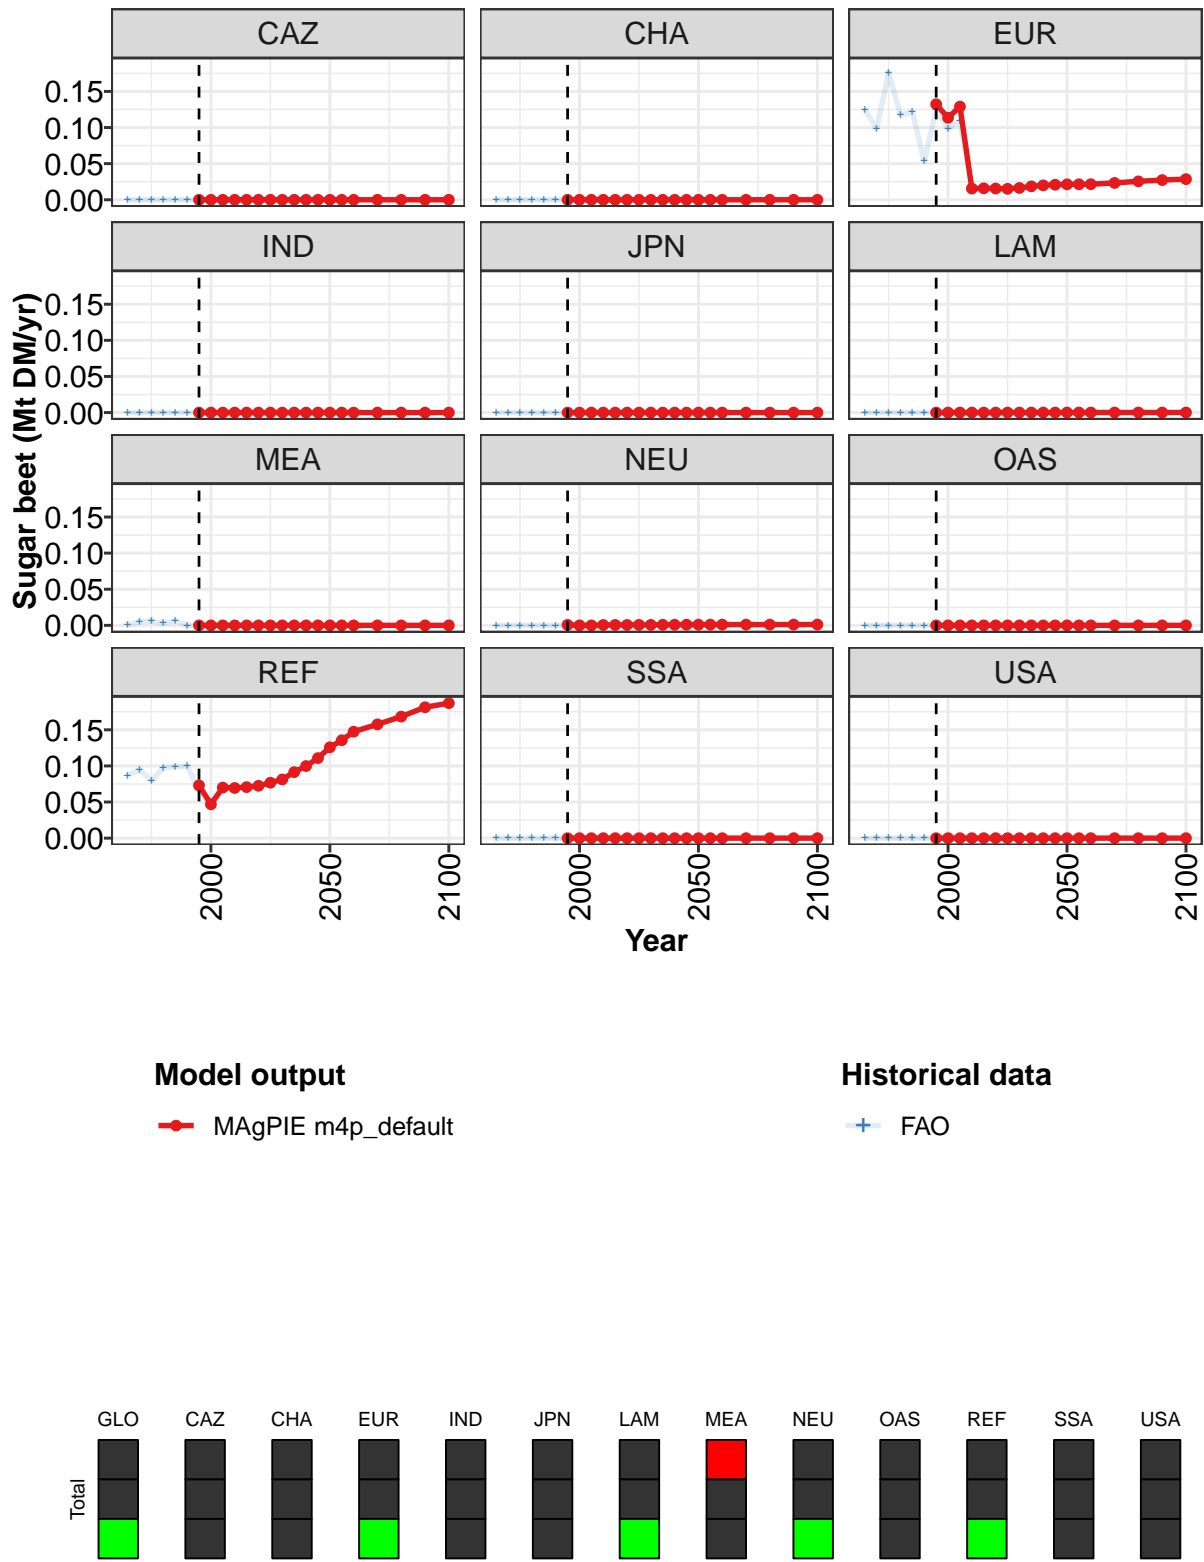 CAZ CHA EUR
0.15
0.10
0.05
0.00
IND JPN LAM
0.15
0.10
0.05
0.00
MEA NEU OAS
0.15
0.10
0.05
0.00
REF SSA USA
0.15
0.10
0.05
0.00
Sugar beet (Mt DM/yr)
2000 2050 2100 2000 2050 2100 2000 2050 2100
Year
Model output Historical data
MAgPIE m4p_default FAO
GLO CAZ CHA EUR IND JPN LAM MEA NEU OAS REF SSA USA
Total